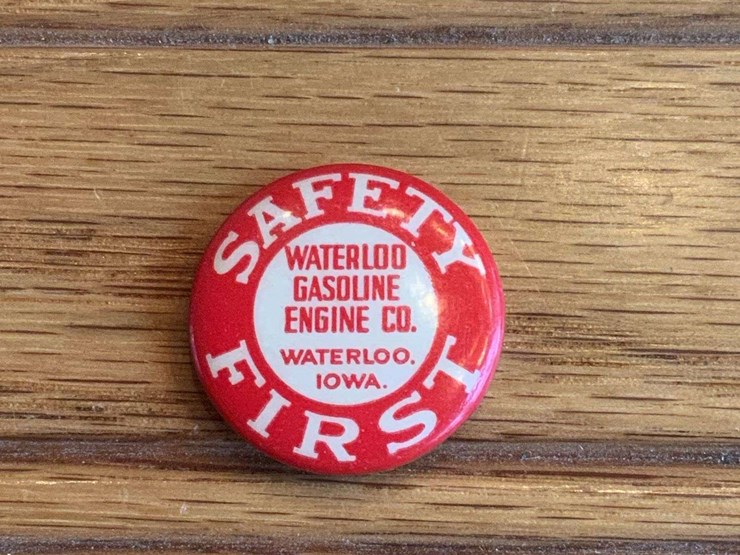 SAFETY
WATERLOO
GASOLINE
ENGINE CO.
WATERLOO.
IOWA.
FIRST